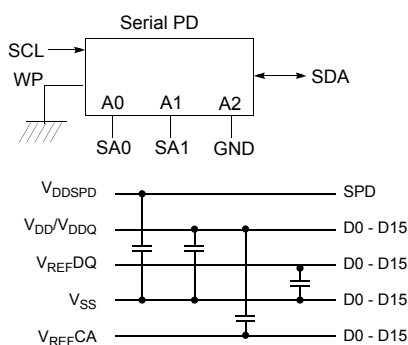 Serial PD
SCL
WP
SDA
A0 A1 A2
SA0 SA1 GND
VDDSPD SPD
VDD/VDDQ D0 - D15
VREFDQ D0 - D15
VSS D0 - D15
VREFCA D0 - D15